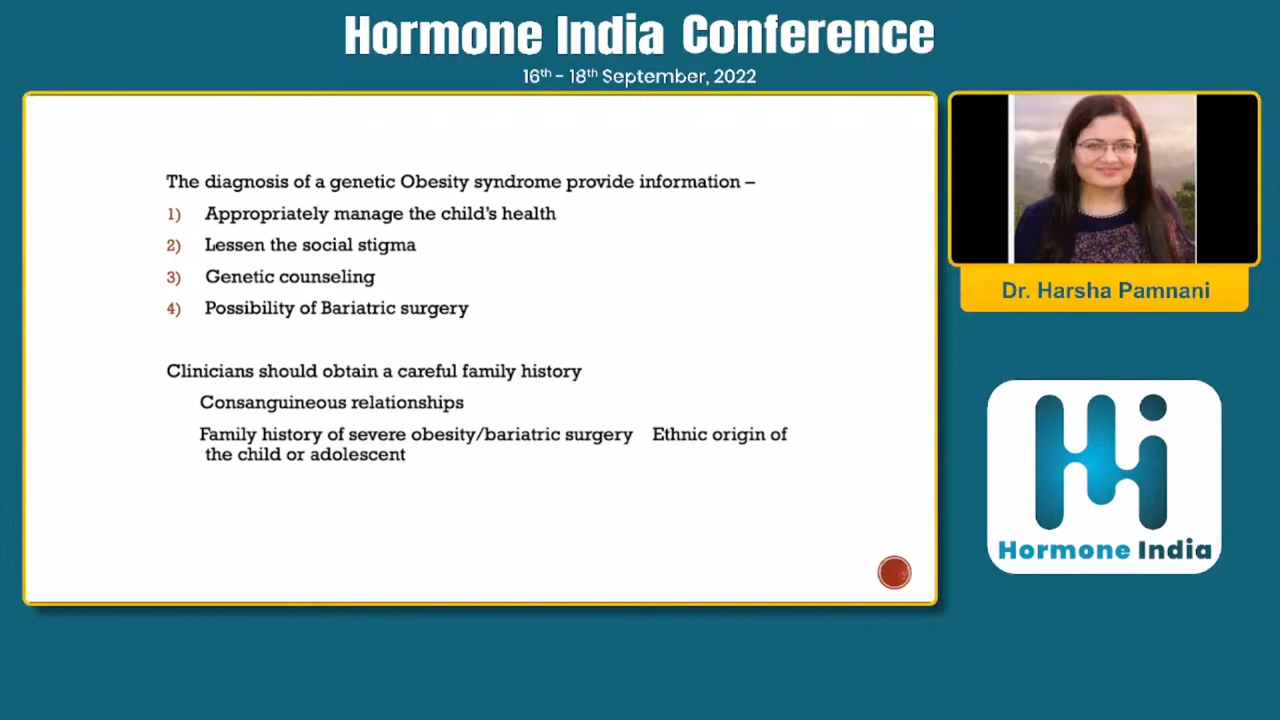 Hormone India Conference
16th - 18th September, 2022
The diagnosis of a genetic Obesity syndrome provide information –
1) Appropriately manage the child's health
2) Lessen the social stigma
3) Genetic counseling
4) Possibility of Bariatric surgery
Clinicians should obtain a careful family history
Consanguineous relationships
Family history of severe obesity/bariatric surgery Ethnic origin of
the child or adolescent
Dr. Harsha Pamnani
Hi
Hormone India